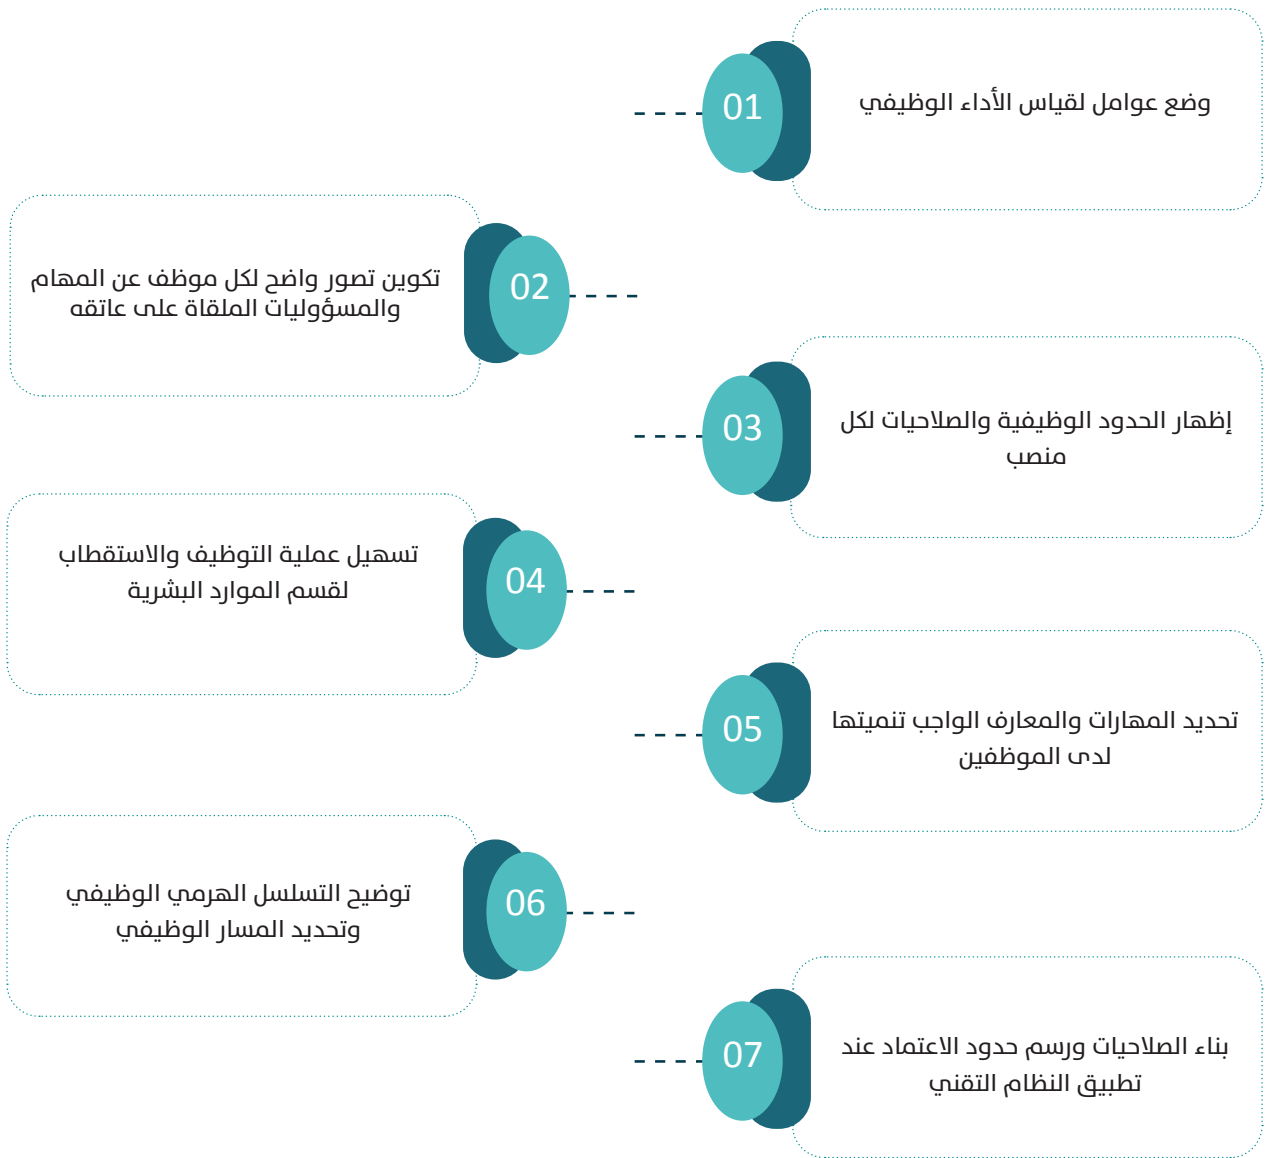 01
وضع عوامل لقياس الأداء الوظيفي
02
تكوين تصور واضح لكل موظف عن المهام
والمسؤوليات الملقاة على عاتقه
03
إظهار الحدود الوظيفية والصلاحيات لكل
منصب
04
تسهيل عملية التوظيف والاستقطاب
لقسم الموارد البشرية
05
تحديد المهارات والمعارف الواجب تنميتها
لدى الموظفين
06
توضيح التسلسل الهرمي الوظيفي
وتحديد المسار الوظيفي
07
بناء الصلاحيات ورسم حدود الاعتماد عند
تطبيق النظام التقني